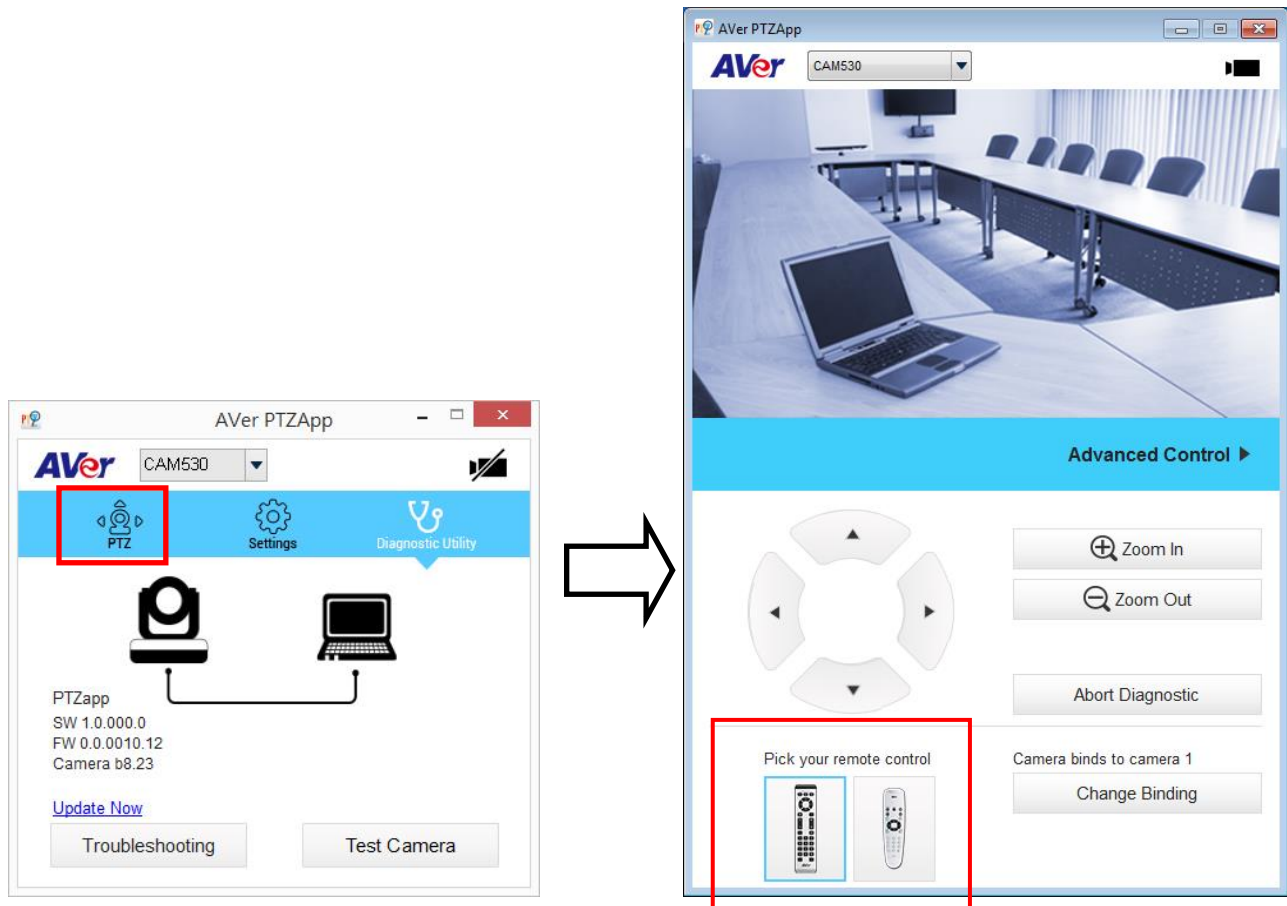 AVer PTZApp
AVer CAM530
PTZ Settings Diagnostic Utility
PTZapp
SW 1.0.000.0
FW 0.0.0010.12
Camera b8.23
Update Now
Troubleshooting Test Camera
AVer PTZApp
AVer CAM530
Advanced Control
Zoom In
Zoom Out
Abort Diagnostic
Pick your remote control
Camera binds to camera 1
Change Binding